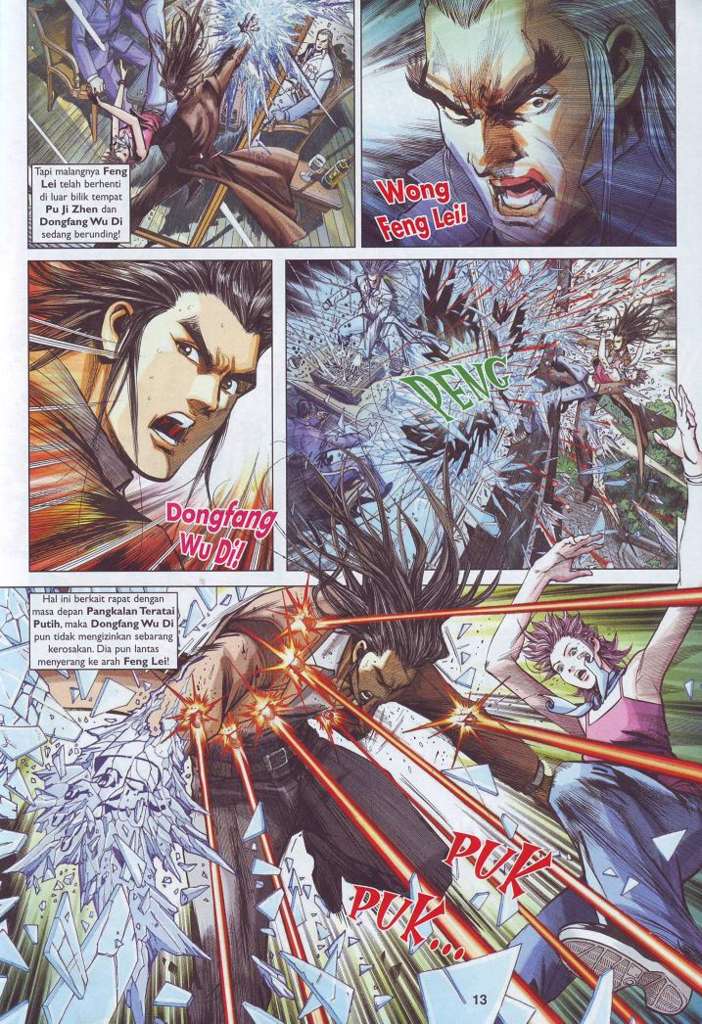 Tapi malangnya Feng
Lei telah berhenti
di luar bilik tempat
Pu Ji Zhen dan
Dongfang Wu Di
sedang berunding!
Wong
Feng Lei!
Dongfang
Wu Di!
PENG
Hal ini berkait rapat dengan
masa depan Pangkalan Teratai
Putih, maka Dongfang Wu Di
pun tidak mengizinkan sebarang
kerosakan. Dia pun lantas
menyerang ke arah Feng Lei!
PUK
PUK...
13